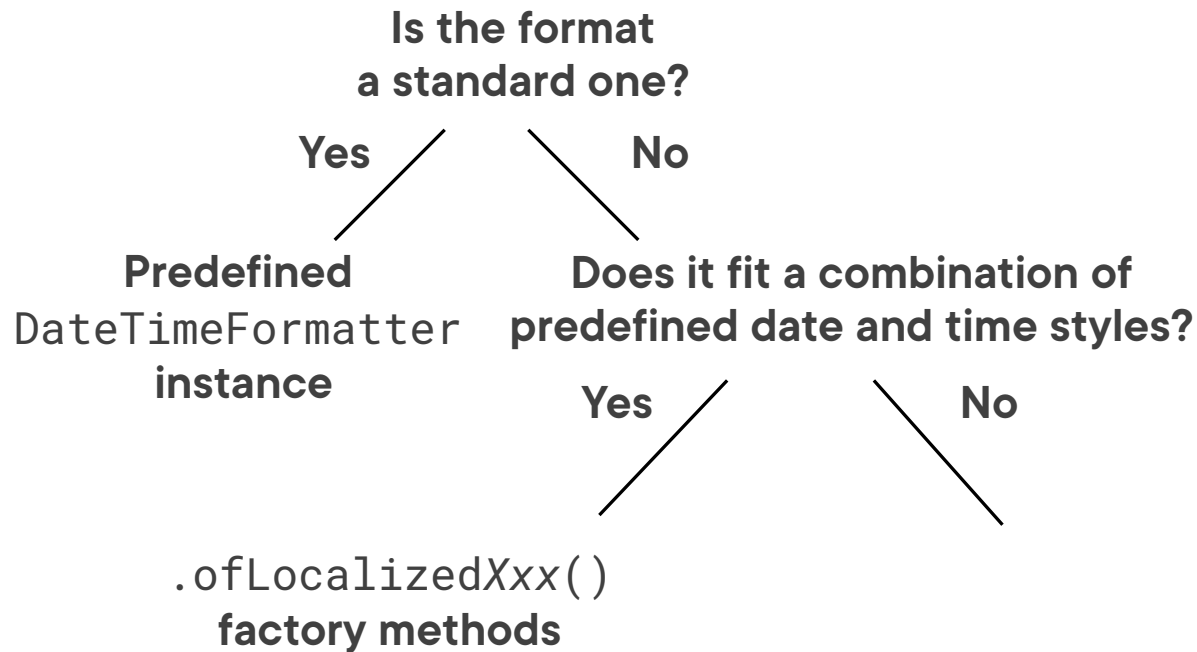 Is the format
a standard one?
Yes
No
Predefined
DateTimeFormatter
instance
Does it fit a combination of
predefined date and time styles?
Yes
No
.ofLocalizedXxx()
factory methods